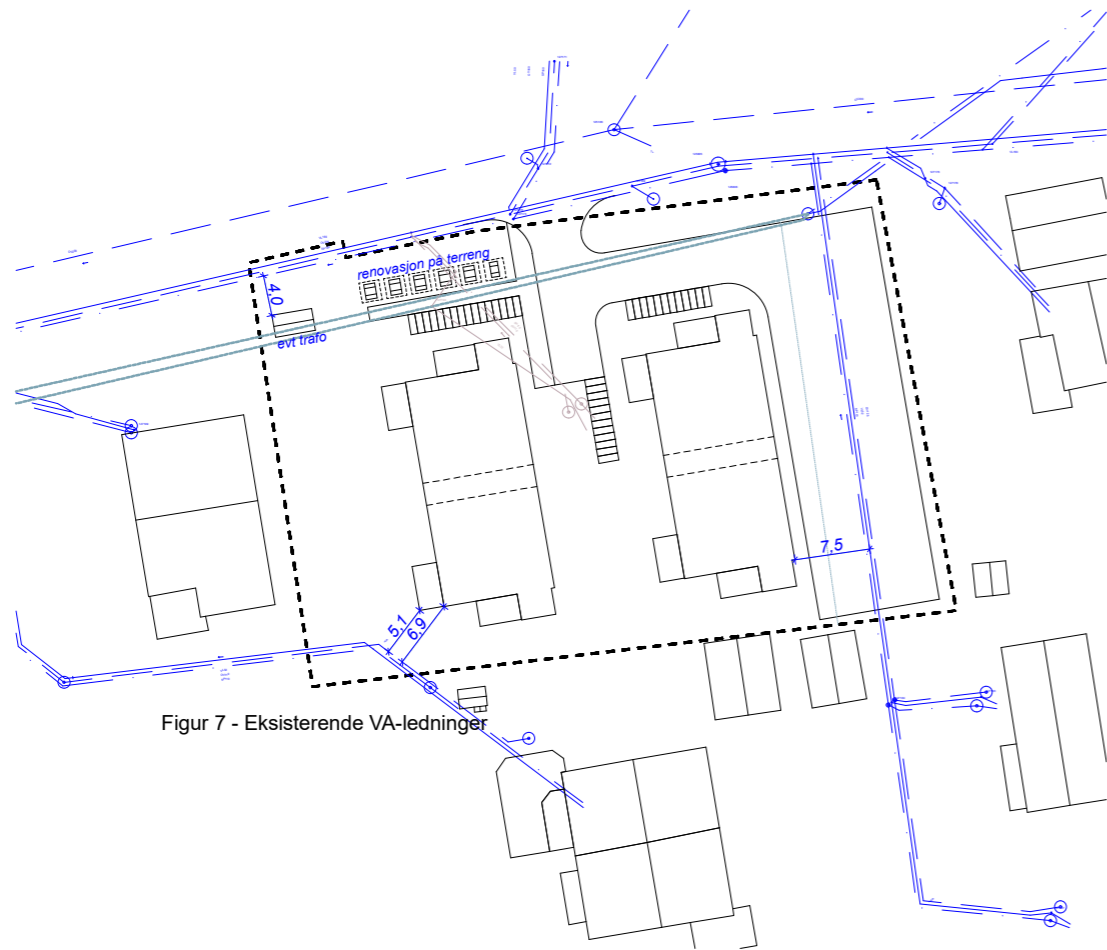 renovasjon på terreng
4,0
evt trafo
7,5
5,1
6,9
Figur 7 - Eksisterende VA-ledninger